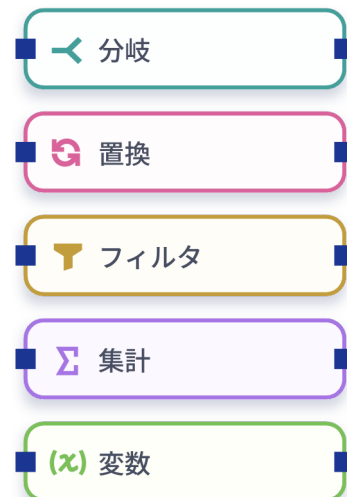 分岐
置換
フィルタ
Σ 集計
(x) 変数